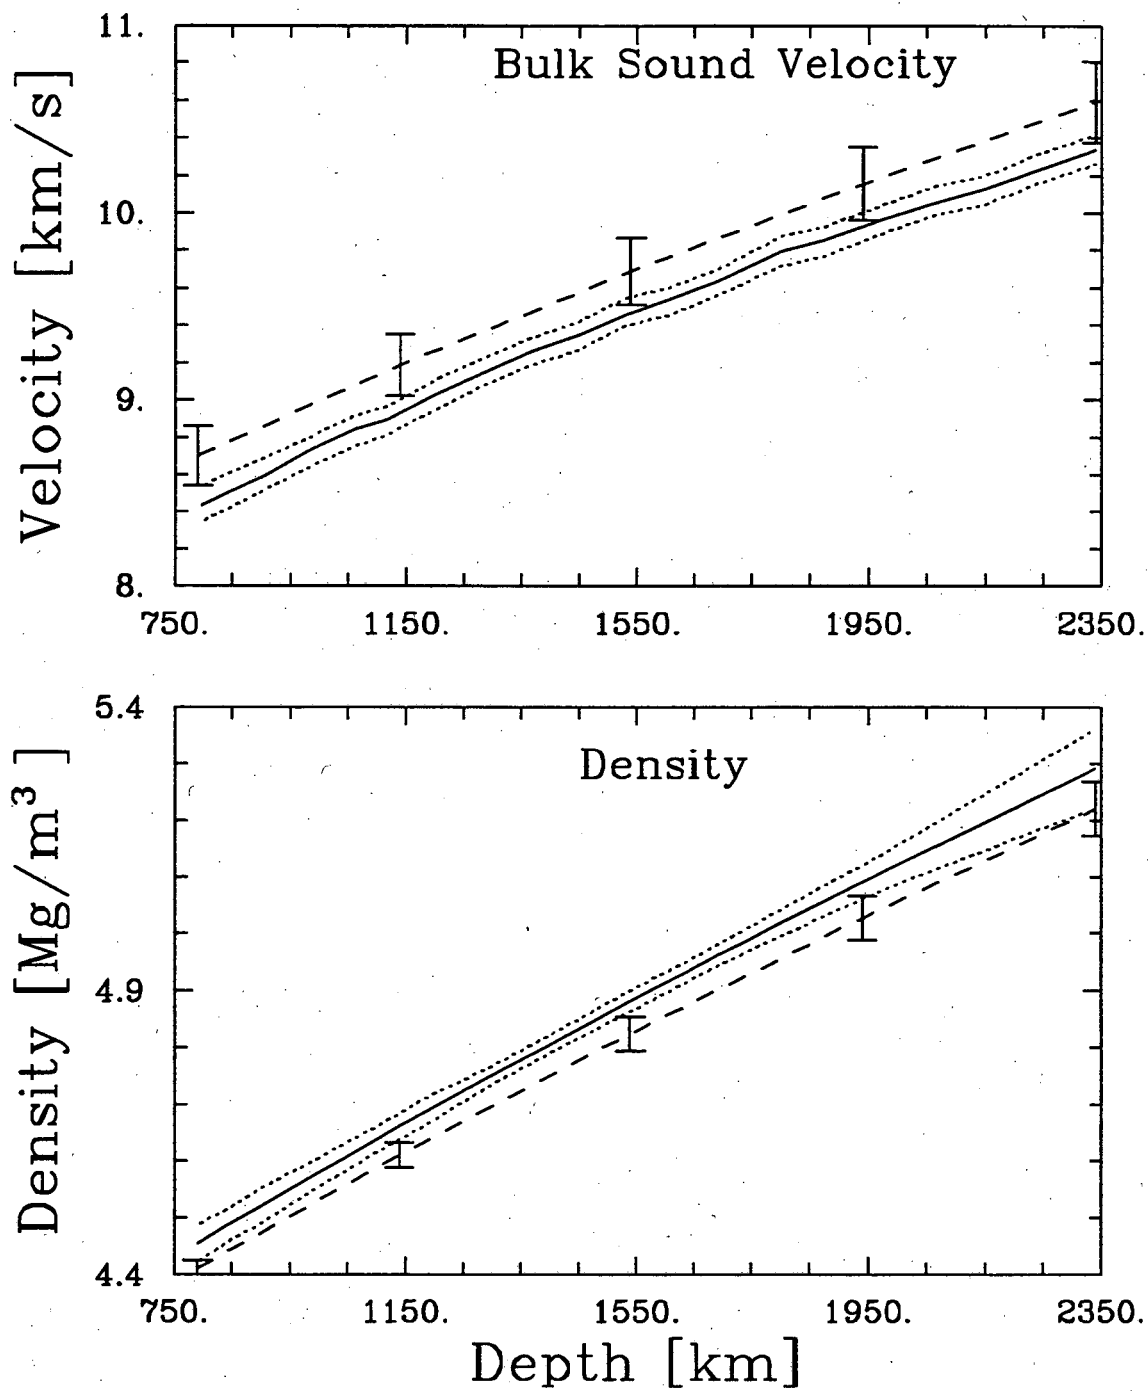 11.
Bulk Sound Velocity
10.
9.
8.
Velocity [km/s]
750. 1150. 1550. 1950. 2350.
5.4
Density
4.9
4.4
Density [Mg/m³ ]
750. 1150. 1550. 1950. 2350.
Depth [km]